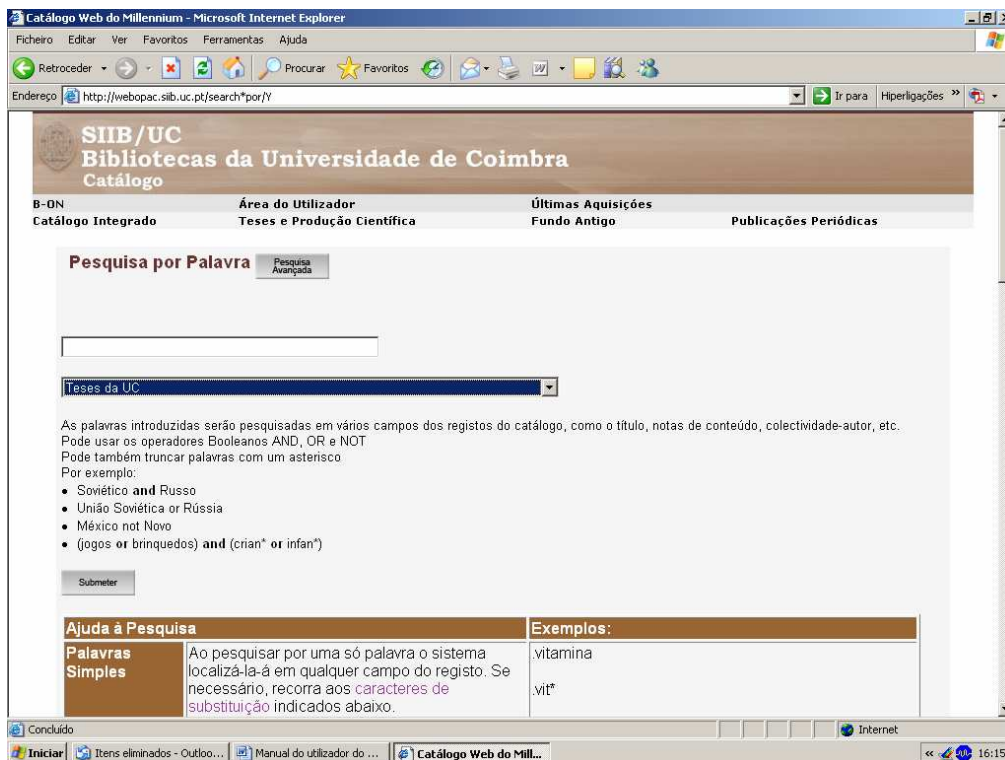 Catálogo Web do Millennium - Microsoft Internet Explorer
Ficheiro Editar Ver Favoritos Ferramentas Ajuda
Retroceder Procurar Favoritos
Endereço http://webopac.siib.uc.pt/search*por/Y Ir para Hiperligações »
SIIB/UC
Bibliotecas da Universidade de Coimbra
Catálogo
B-ON Área do Utilizador Últimas Aquisições
Catálogo Integrado Teses e Produção Científica Fundo Antigo Publicações Periódicas
Pesquisa por Palavra Pesquisa Avançada
Teses da UC
As palavras introduzidas serão pesquisadas em vários campos dos registos do catálogo, como o título, notas de conteúdo, colectividade-autor, etc.
Pode usar os operadores Booleanos AND, OR e NOT
Pode também truncar palavras com um asterisco
Por exemplo:
• Soviético and Russo
• União Soviética or Rússia
• México not Novo
• (jogos or brinquedos) and (crian* or infan*)
Submeter
Ajuda à Pesquisa Exemplos:
Palavras Simples
Ao pesquisar por uma só palavra o sistema
localizá-la-á em qualquer campo do registo. Se
necessário, recorra aos caracteres de
substituição indicados abaixo.
.vitamina
.vit*
Concluído Internet
Iniciar Itens eliminados - Outloo... Manual do utilizador do ... Catálogo Web do Mill... « 16:15